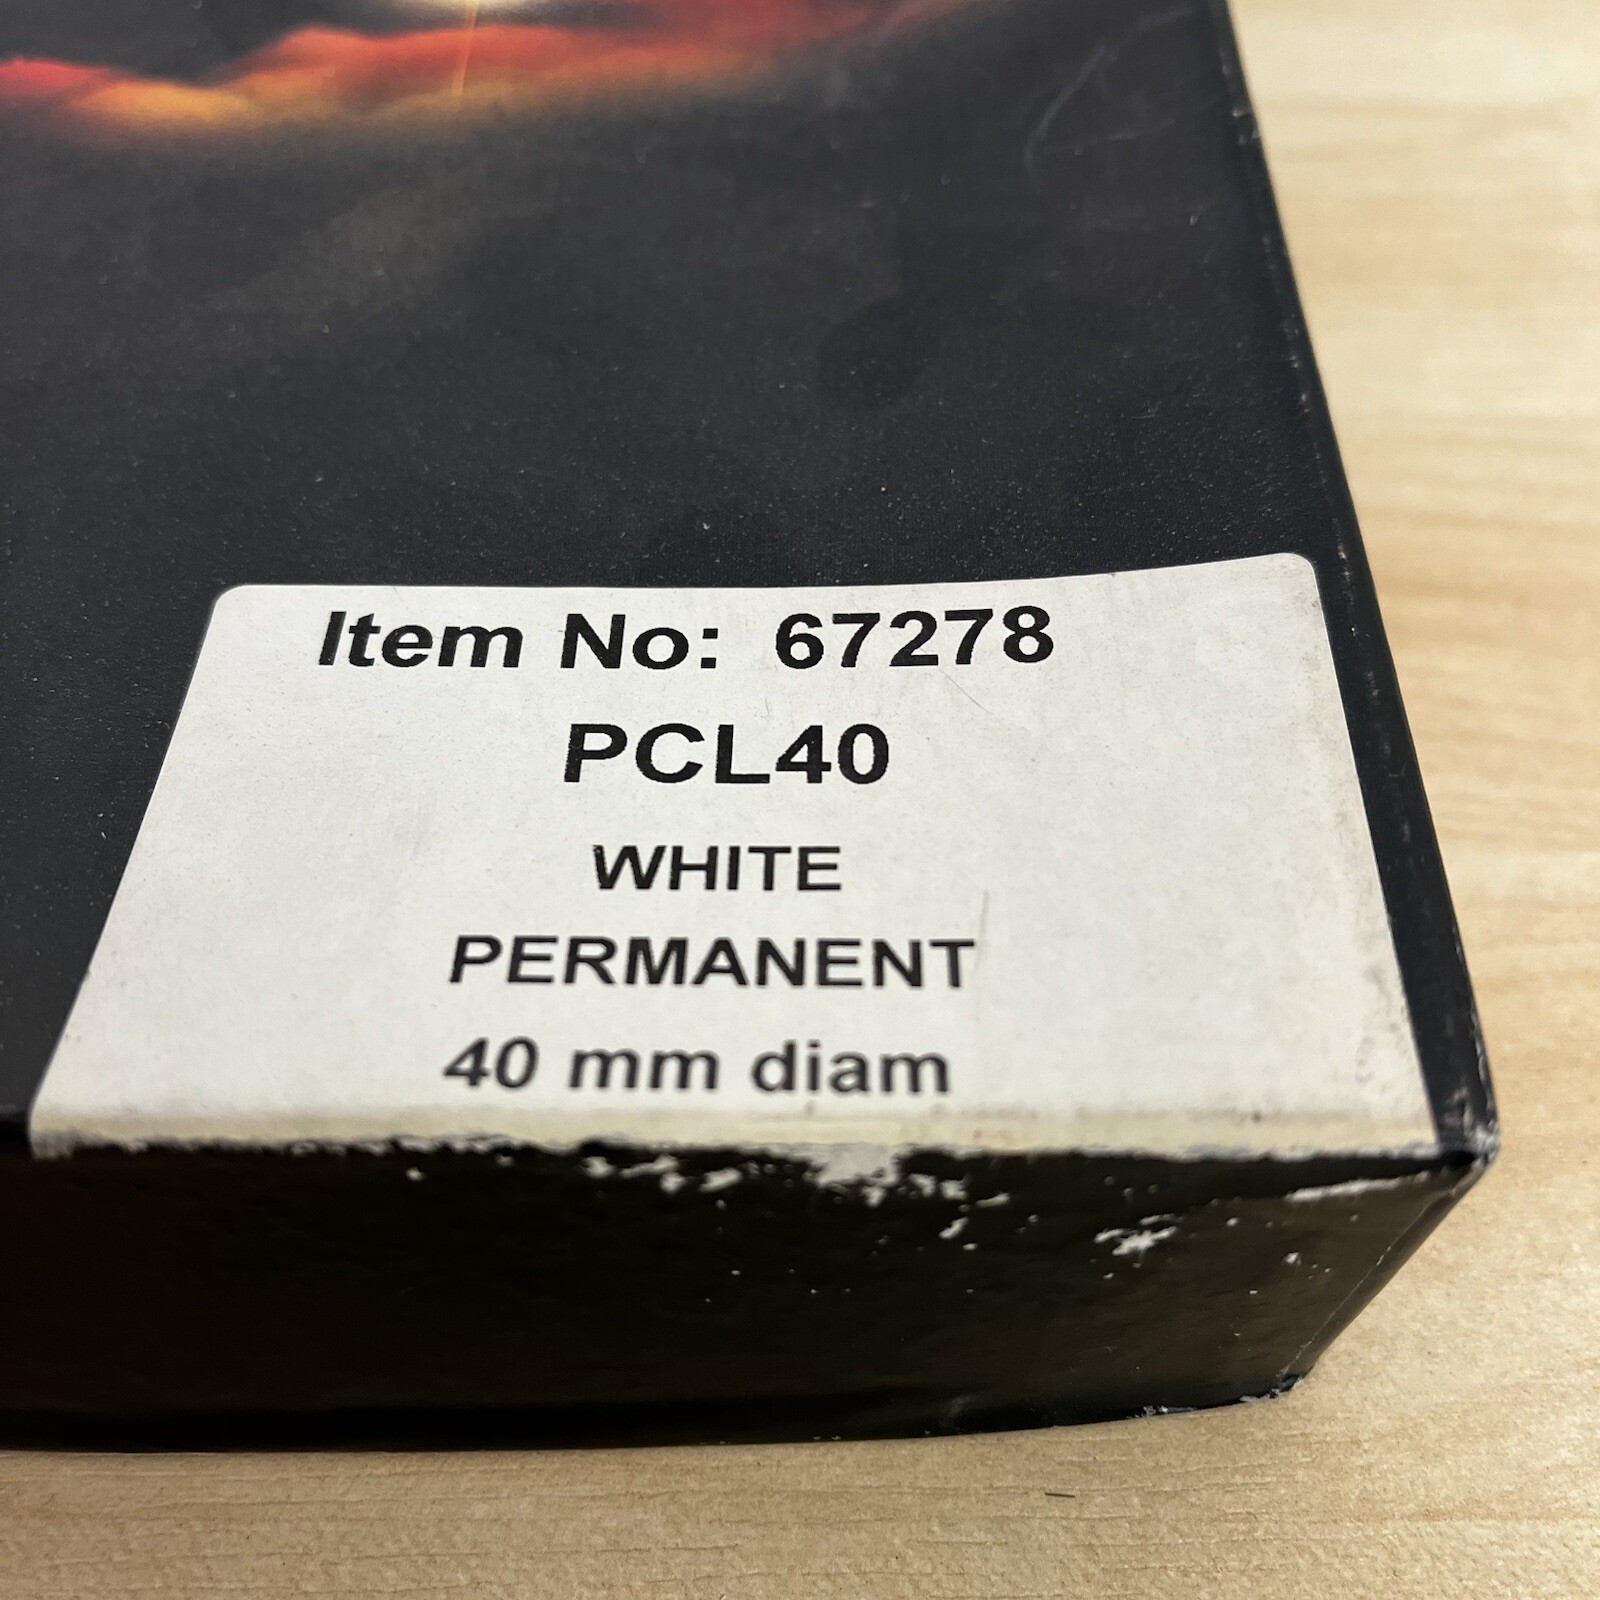 Item No: 67278
PCL40
WHITE
PERMANENT
40 mm diam